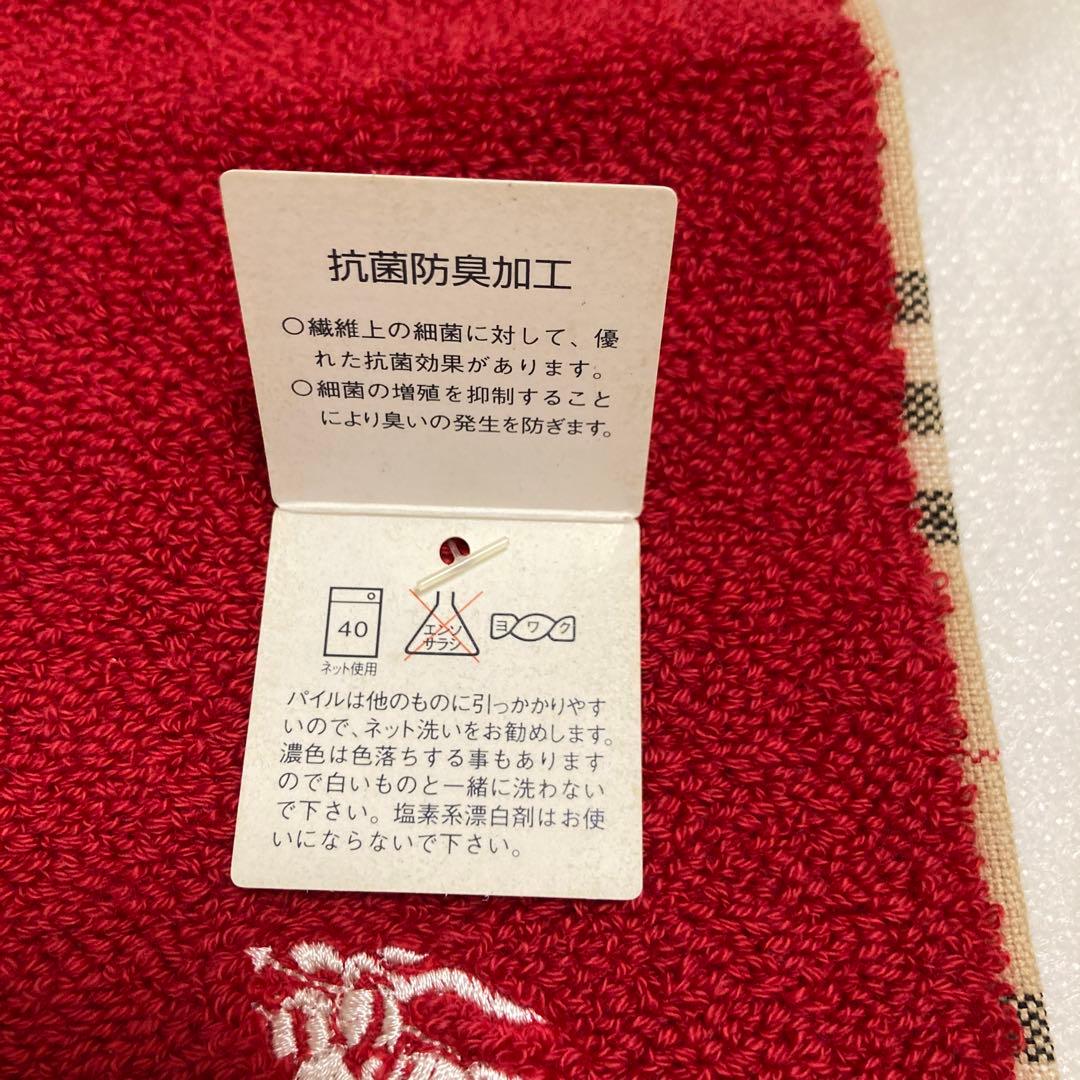 抗菌防臭加工
〇繊維上の細菌に対して、優
れた抗菌効果があります。
〇細菌の増殖を抑制すること
により臭いの発生を防ぎます。
40
エンソ
サラシ
ヨワク
ネット使用
パイルは他のものに引っかかりやす
いので、ネット洗いをお勧めします。
濃色は色落ちする事もあります
ので白いものと一緒に洗わない
で下さい。塩素系漂白剤はお使
いにならないで下さい。